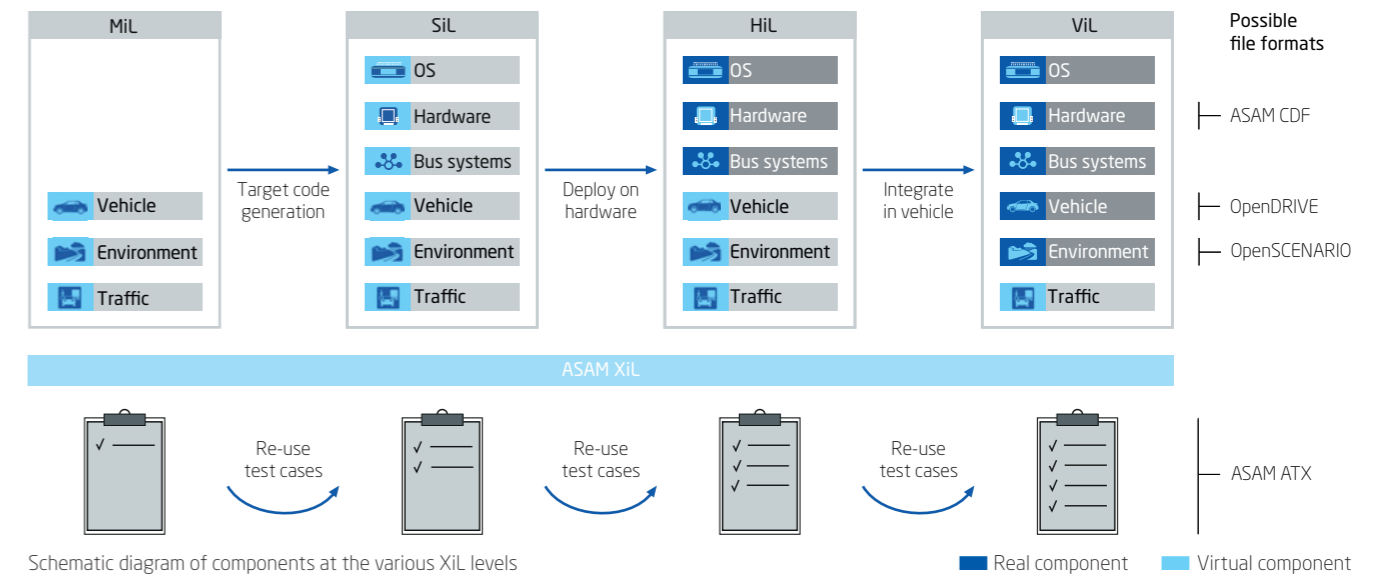 MiL
SiL
HiL
ViL
Possible
file formats
OS
OS
OS
Hardware
Hardware
Hardware
ASAM CDF
Bus systems
Bus systems
Bus systems
Target code
generation
Deploy on
hardware
Integrate
in vehicle
Vehicle
Vehicle
Vehicle
Vehicle
OpenDRIVE
Environment
Environment
Environment
Environment
OpenSCENARIO
Traffic
Traffic
Traffic
Traffic
ASAM XiL
Re-use
test cases
Re-use
test cases
Re-use
test cases
ASAM ATX
Schematic diagram of components at the various XiL levels
Real component
Virtual component